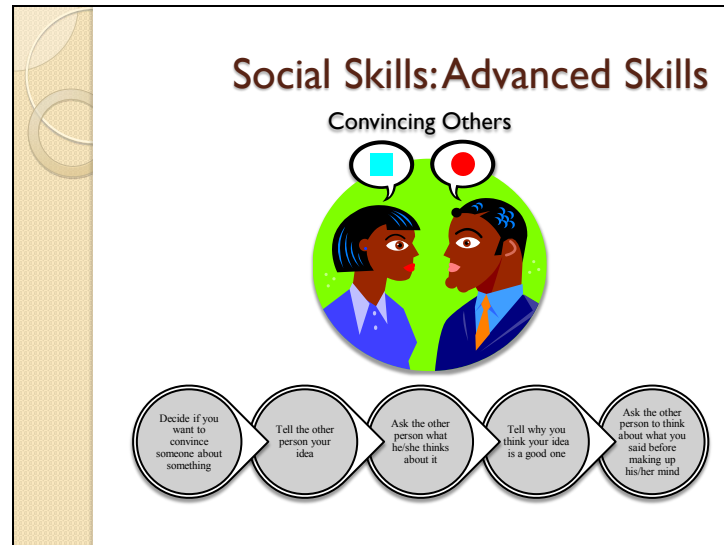 Social Skills: Advanced Skills
Convincing Others
Decide if you
want to
convince
someone about
something
Tell the other
person your
idea
Ask the other
person what
he/she thinks
about it
Tell why you
think your idea
is a good one
Ask the other
person to think
about what you
said before
making up
his/her mind